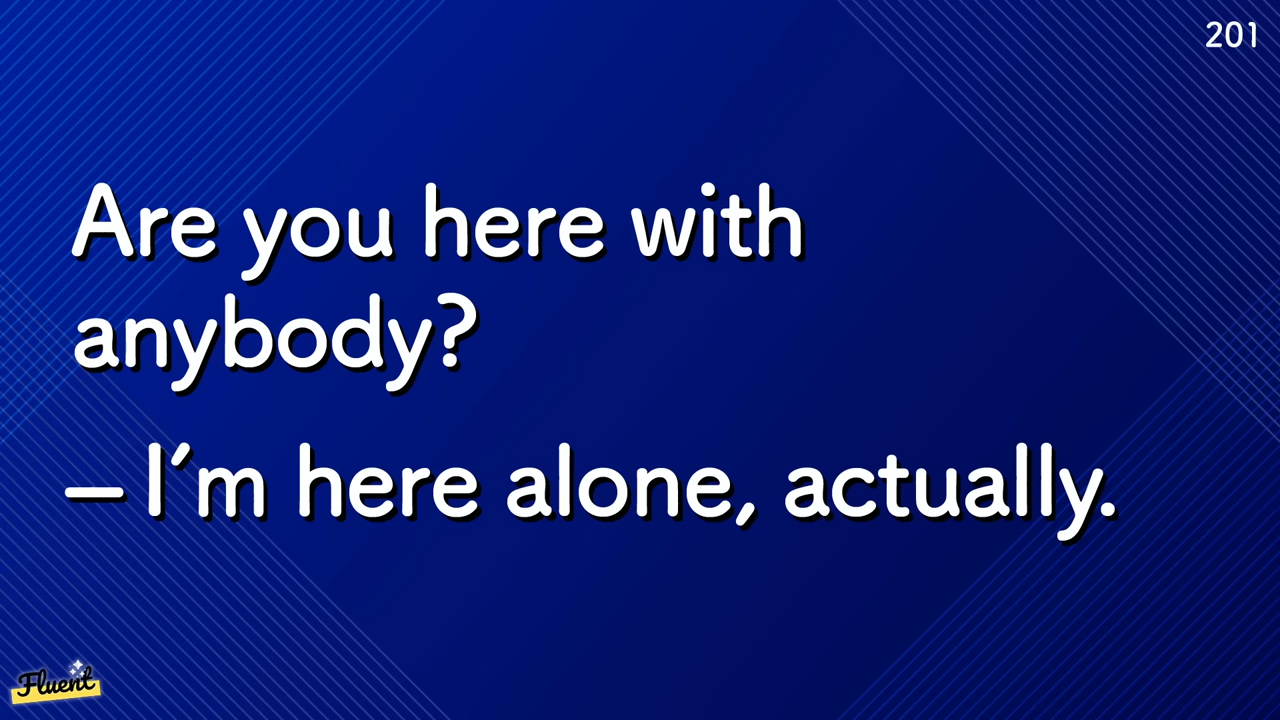 201
Are you here with
anybody?
– I´m here alone, actually.
Fluent